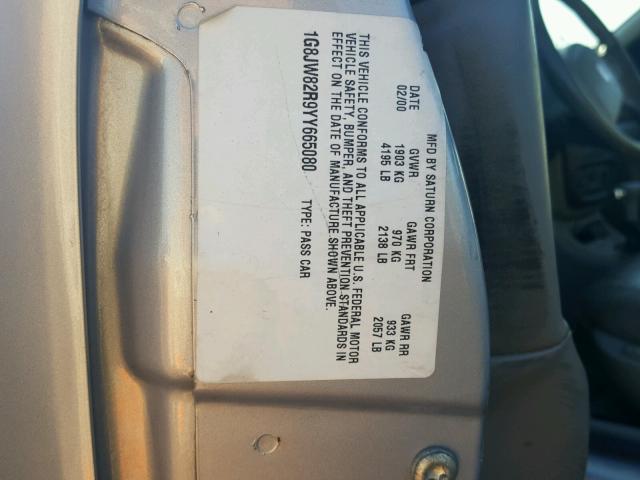 MFD BY SATURN CORPORATION
DATE GVWR GAWR FRT GAWR RR
02/00 1903 KG 970 KG 933 KG
4195 LB 2138 LB 2057 LB
THIS VEHICLE CONFORMS TO ALL APPLICABLE U.S. FEDERAL MOTOR
VEHICLE SAFETY, BUMPER, AND THEFT PREVENTION STANDARDS IN
EFFECT ON THE DATE OF MANUFACTURE SHOWN ABOVE.
1G8JW82R9YY665080 TYPE: PASS CAR